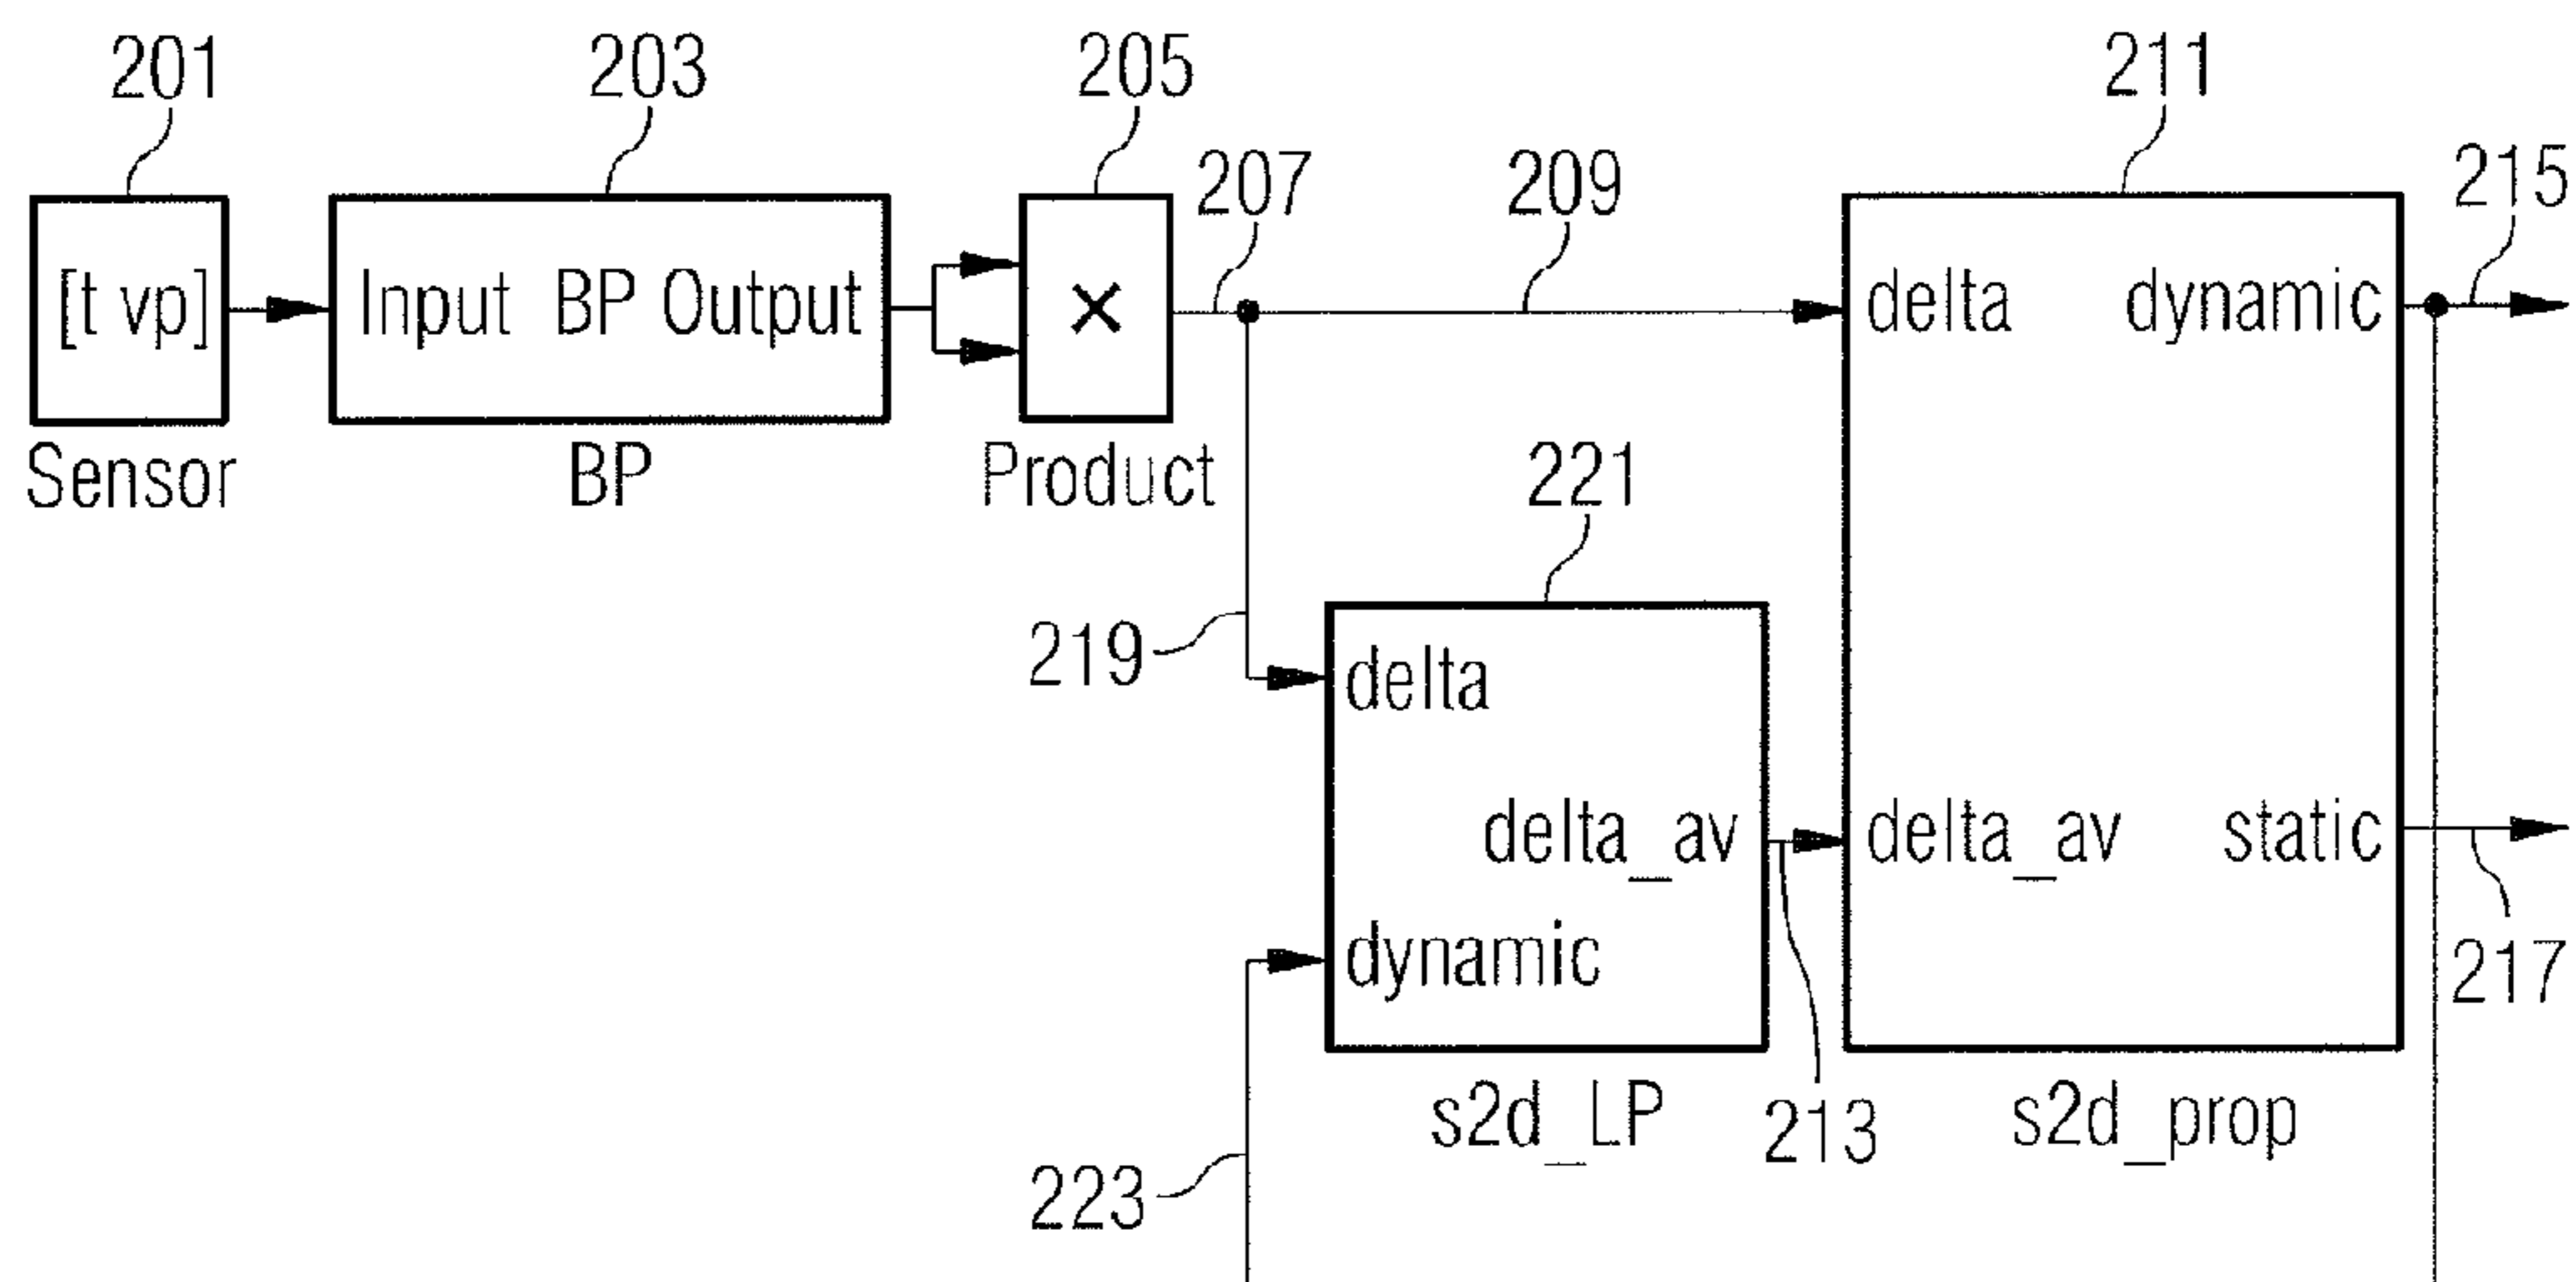 201 203 205 211
207 209 215
[t vp] Input BP Output × delta dynamic
Sensor BP Product
221
219 delta
delta_av delta_av static
dynamic 217
s2d_LP 213 s2d_prop
223